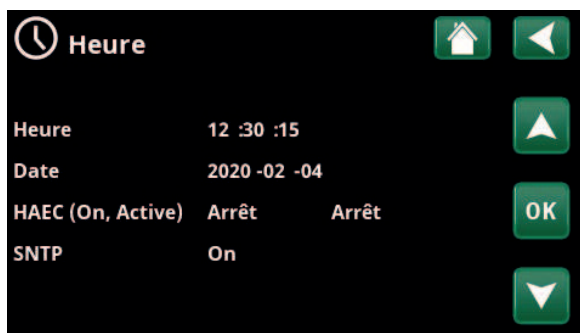 Heure
Heure 12 :30 :15
Date 2020 -02 -04
HAEC (On, Active) Arrêt Arrêt
OK
SNTP On